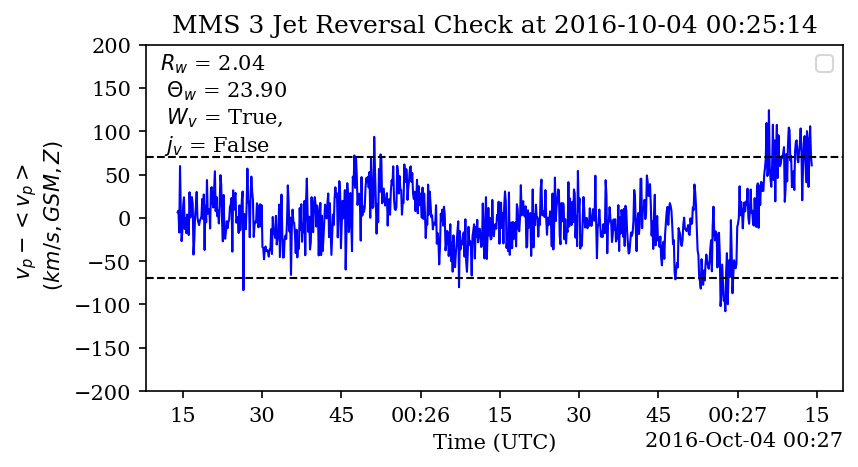 MMS 3 Jet Reversal Check at 2016-10-04 00:25:14
R_w = 2.04
Θ_w = 23.90
W_v = True,
j_v = False
v_p − < v_p >
(km/s, GSM, Z)
200
150
100
50
0
−50
−100
−150
−200
15 30 45 00:26 15 30 45 00:27 15
Time (UTC)
2016-Oct-04 00:27